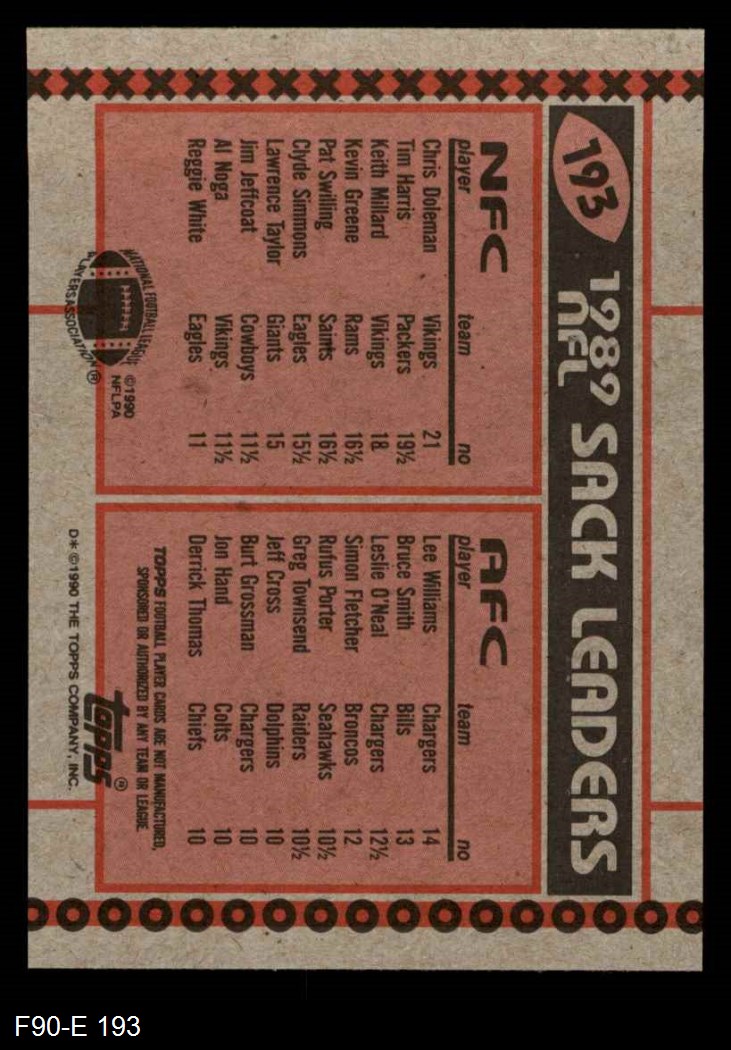 193
1989 SACK LEADERS
NFL
NFC
player team no
Chris Doleman Vikings 21
Tim Harris Packers 19½
Keith Millard Vikings 18
Kevin Greene Rams 16½
Pat Swilling Saints 16½
Clyde Simmons Eagles 15½
Lawrence Taylor Giants 15
Jim Jeffcoat Cowboys 11½
Al Noga Vikings 11½
Reggie White Eagles 11
NATIONAL FOOTBALL LEAGUE
PLAYERS ASSOCIATION®
©1990
NFLPA
AFC
player team no
Lee Williams Chargers 14
Bruce Smith Bills 13
Leslie O'Neal Chargers 12½
Simon Fletcher Broncos 12
Rufus Porter Seahawks 10½
Greg Townsend Raiders 10½
Jeff Cross Dolphins 10
Burt Grossman Chargers 10
Jon Hand Colts 10
Derrick Thomas Chiefs 10
TOPPS FOOTBALL PLAYER CARDS ARE NOT MANUFACTURED,
SPONSORED OR AUTHORIZED BY ANY TEAM OR LEAGUE.
topps®
D* ©1990 THE TOPPS COMPANY, INC.
F90-E 193